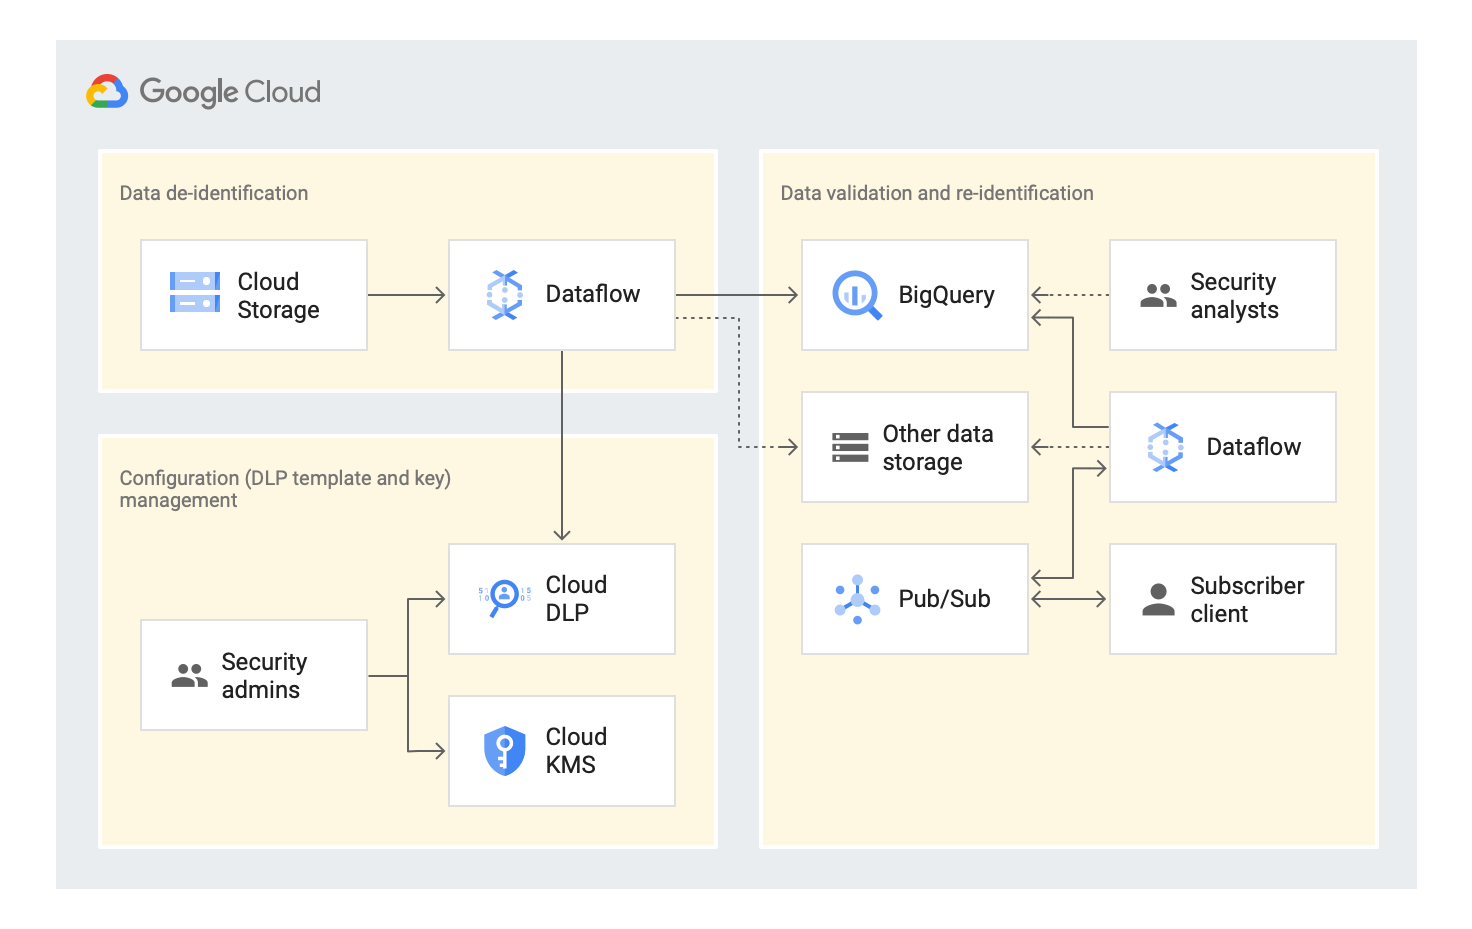 Google Cloud
Data de-identification
Cloud
Storage
Dataflow
Configuration (DLP template and key)
management
Security
admins
Cloud
DLP
Cloud
KMS
Data validation and re-identification
BigQuery
Security
analysts
Other data
storage
Dataflow
Pub/Sub
Subscriber
client